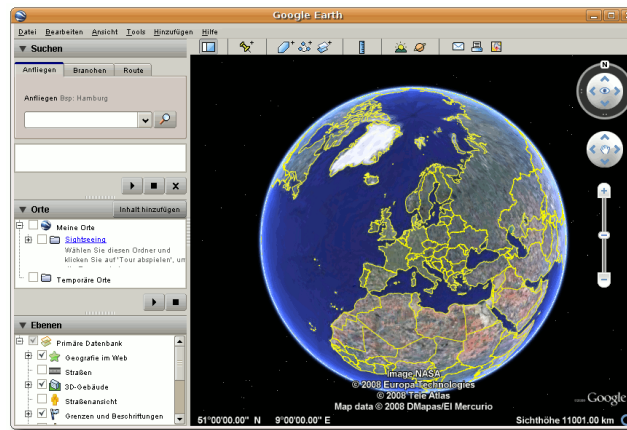 Google Earth
Datei Bearbeiten Ansicht Tools Hinzufügen Hilfe
Suchen
Anfliegen Branchen Route
Anfliegen Bsp: Hamburg
Orte
Inhalt hinzufügen
Meine Orte
Sightseeing
Wählen Sie diesen Ordner und
klicken Sie auf "Tour abspielen", um
Temporäre Orte
Ebenen
Primäre Datenbank
Geografie im Web
Straßen
3D-Gebäude
Straßenansicht
Grenzen und Beschriftungen
N
Image NASA
© 2008 Europa Technologies
© 2008 Tele Atlas
Map data © 2008 DMapas/El Mercurio
Google
51°00'00.00" N 9°00'00.00" E
Sichthöhe 11001.00 km